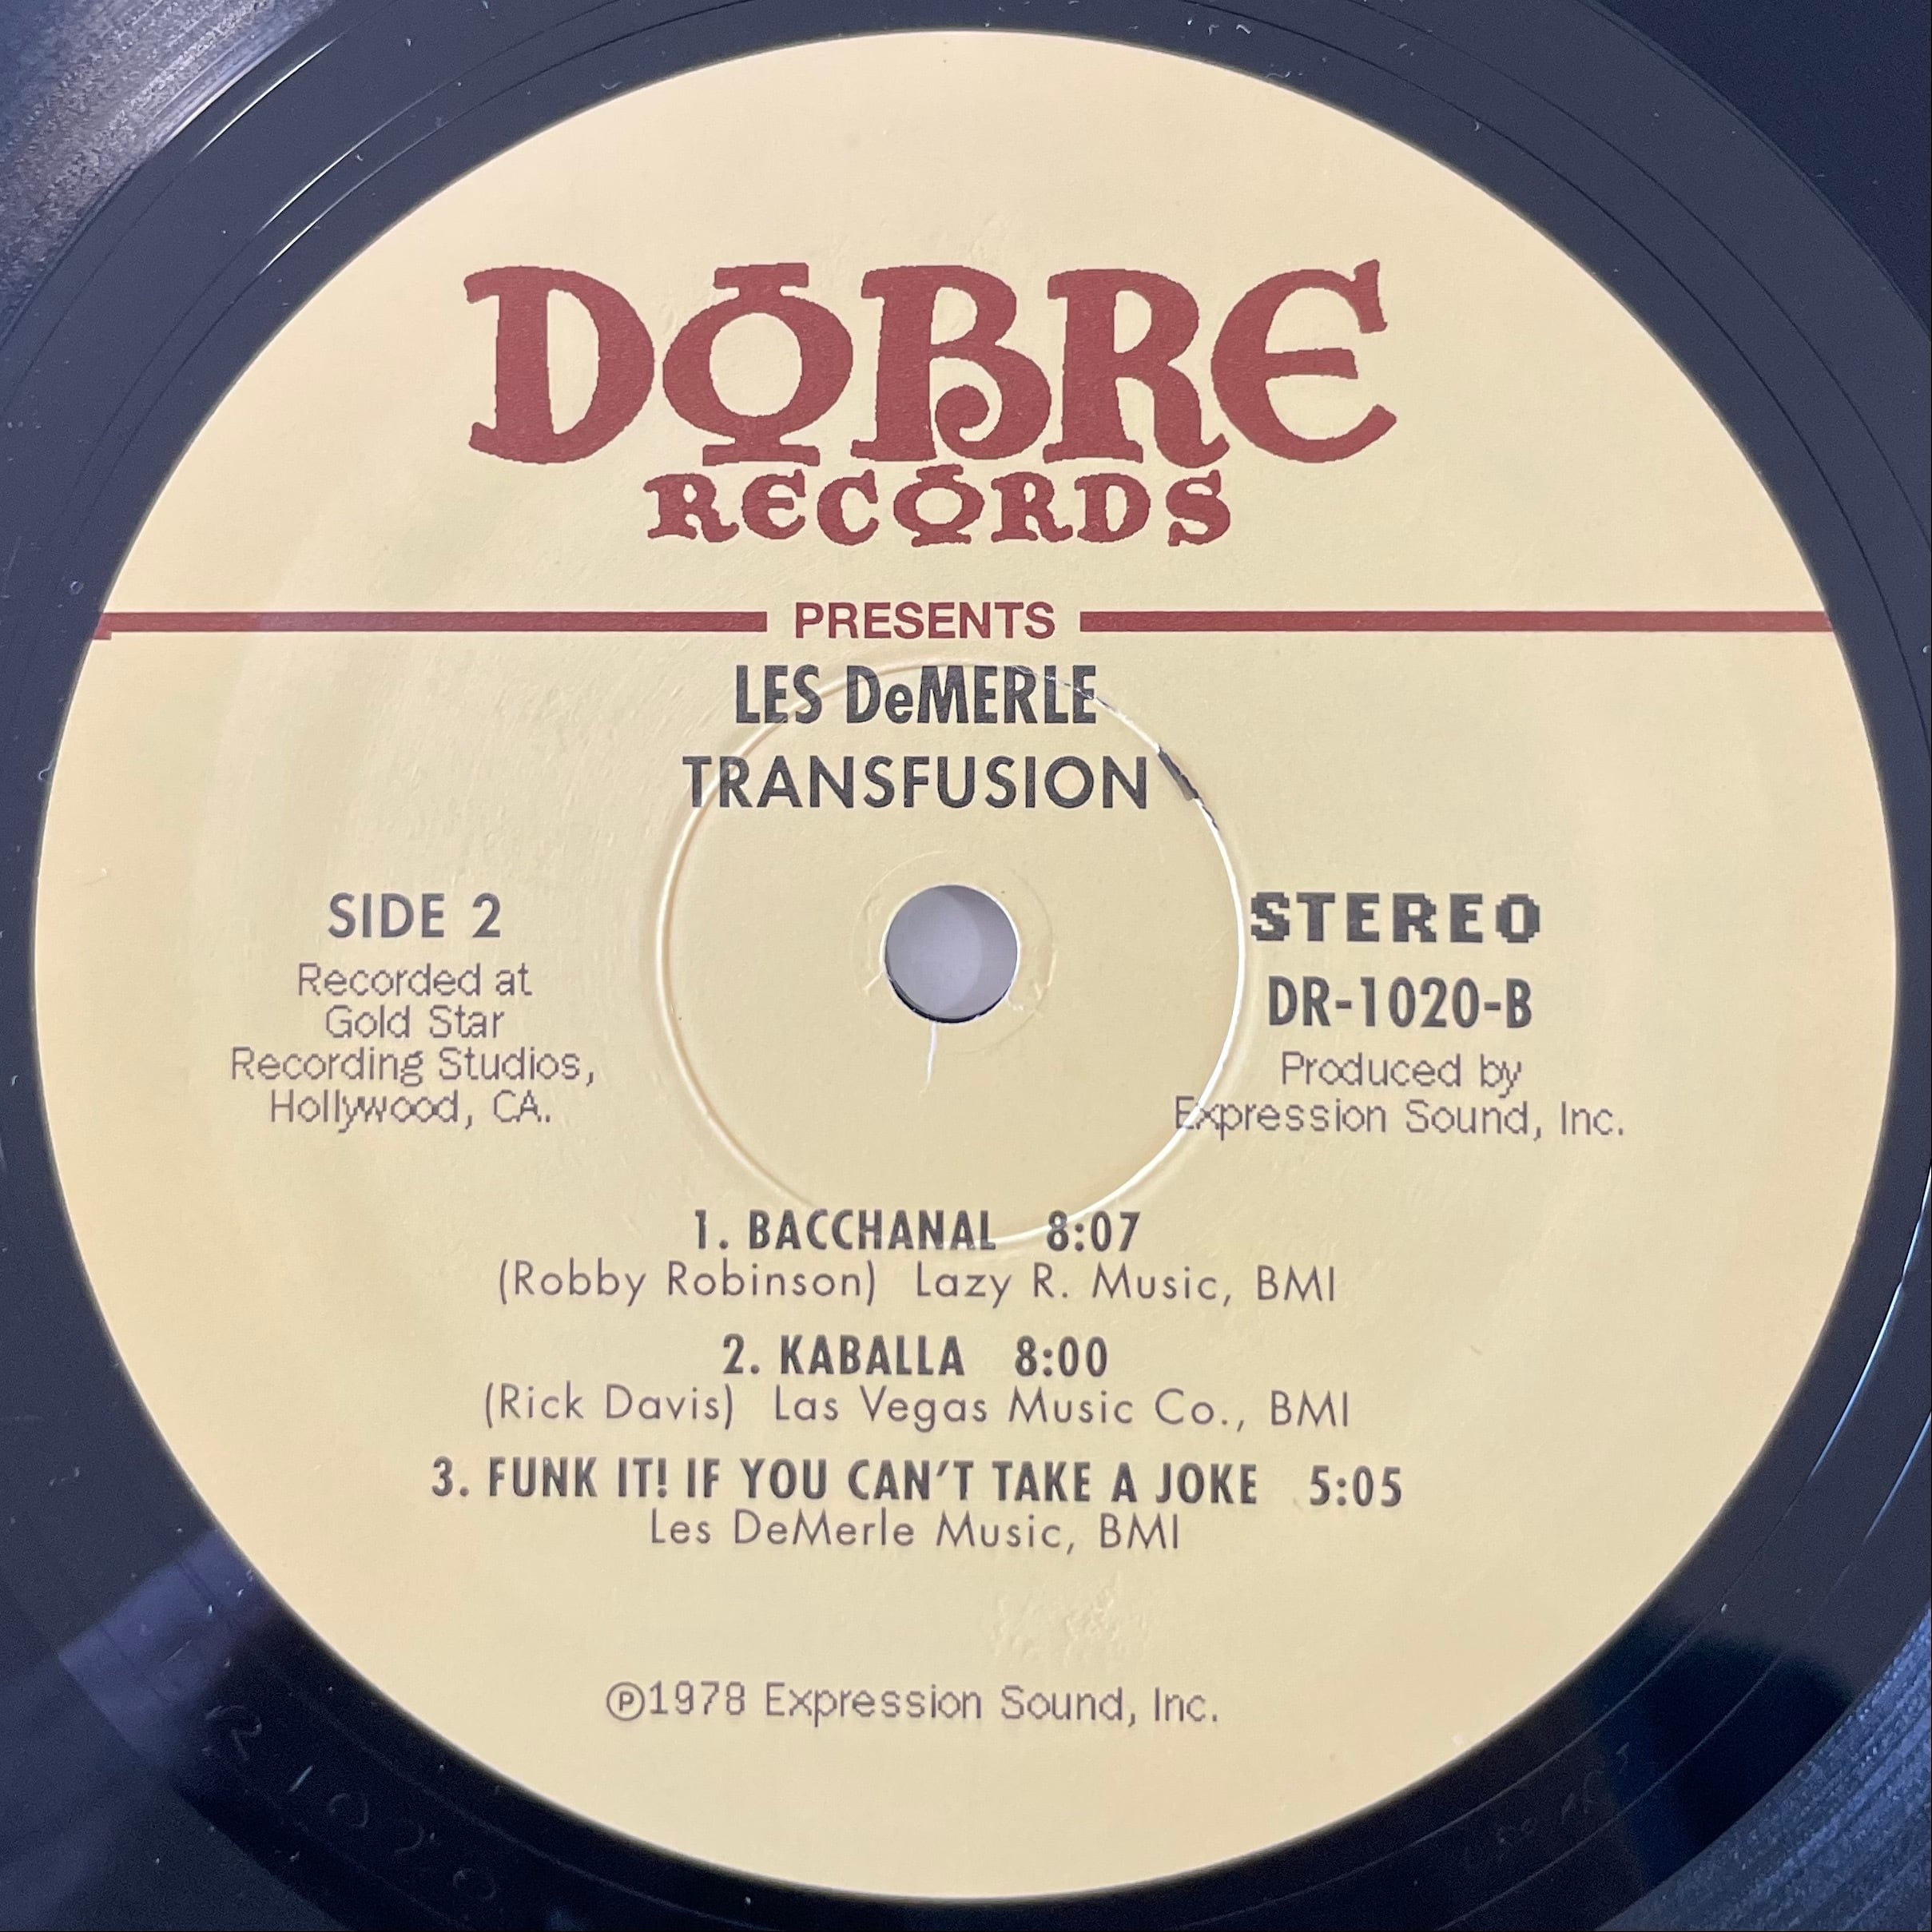 DOBRE
RECORDS
PRESENTS
LES DeMERLE
TRANSFUSION
SIDE 2
Recorded at
Gold Star
Recording Studios,
Hollywood, CA.
STEREO
DR-1020-B
Produced by
Expression Sound, Inc.
1. BACCHANAL 8:07
(Robby Robinson) Lazy R. Music, BMI
2. KABALLA 8:00
(Rick Davis) Las Vegas Music Co., BMI
3. FUNK IT! IF YOU CAN'T TAKE A JOKE 5:05
Les DeMerle Music, BMI
℗1978 Expression Sound, Inc.
R 1020